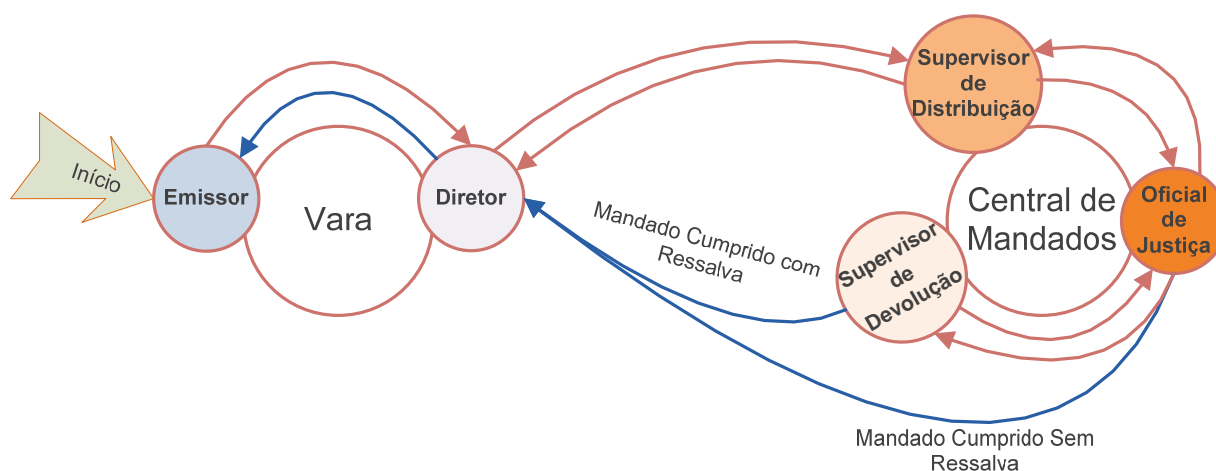 Início
Emissor
Vara
Diretor
Supervisor
de
Distribuição
Central de
Mandados
Oficial
de
Justiça
Supervisor
de
Devolução
Mandado Cumprido com
Ressalva
Mandado Cumprido Sem
Ressalva